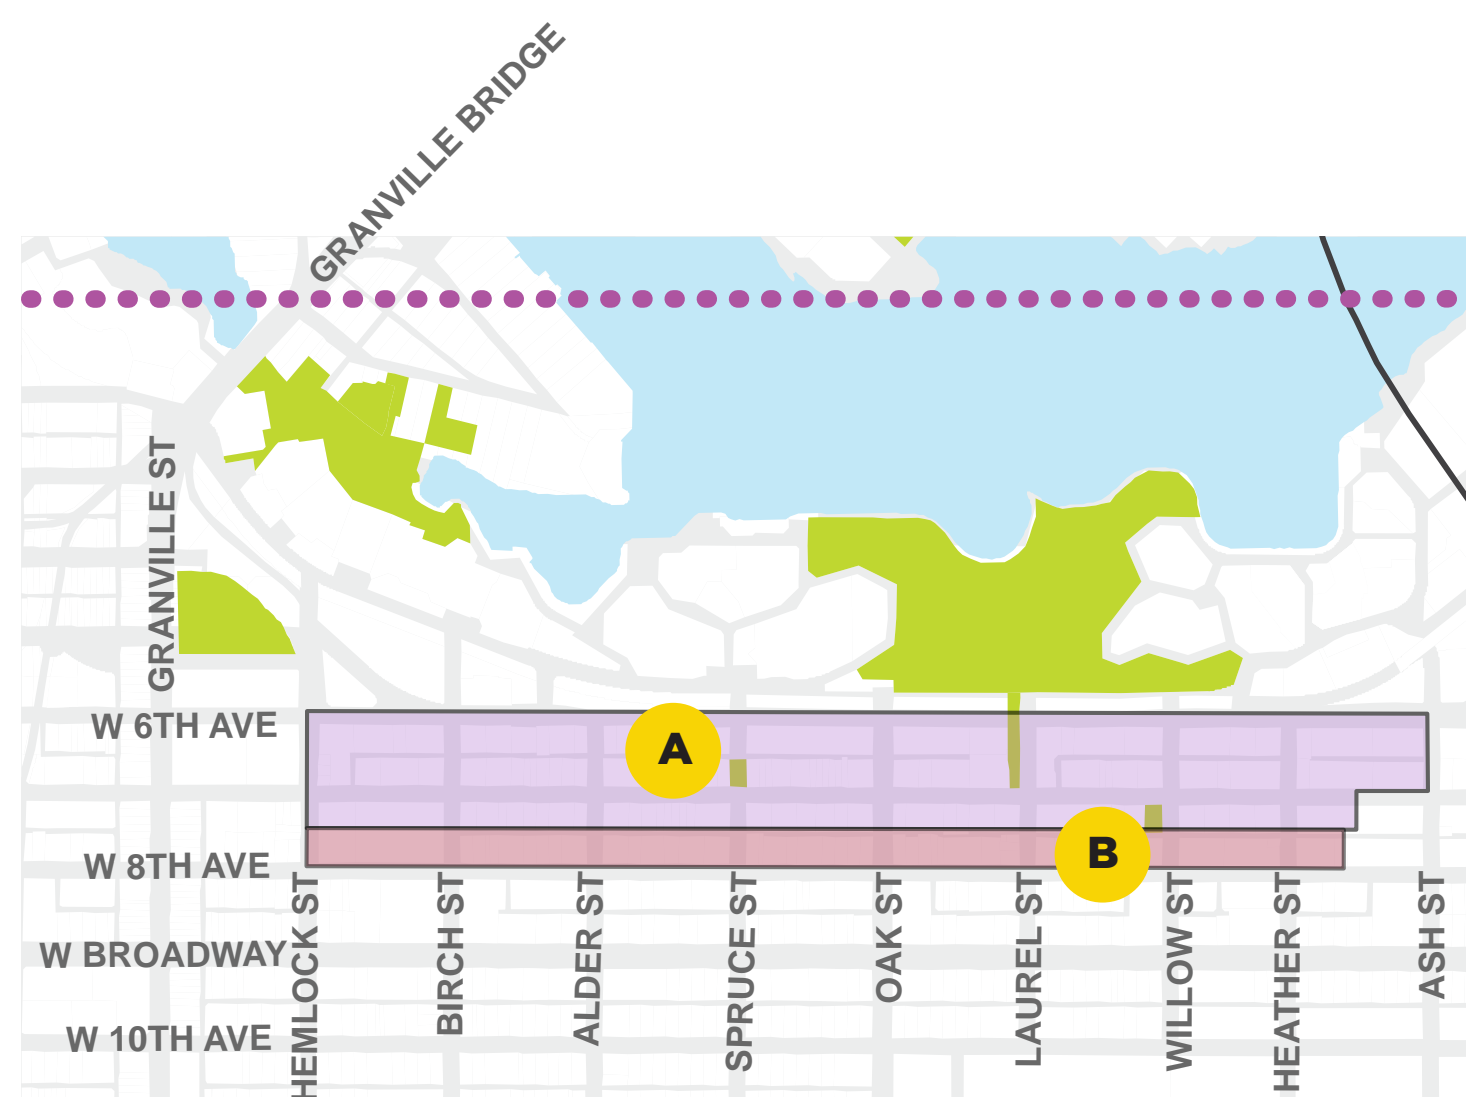 GRANVILLE BRIDGE
GRANVILLE ST
W 6TH AVE
A
W 8TH AVE
B
W BROADWAY
W 10TH AVE
HEMLOCK ST
BIRCH ST
ALDER ST
SPRUCE ST
OAK ST
LAUREL ST
WILLOW ST
HEATHER ST
ASH ST